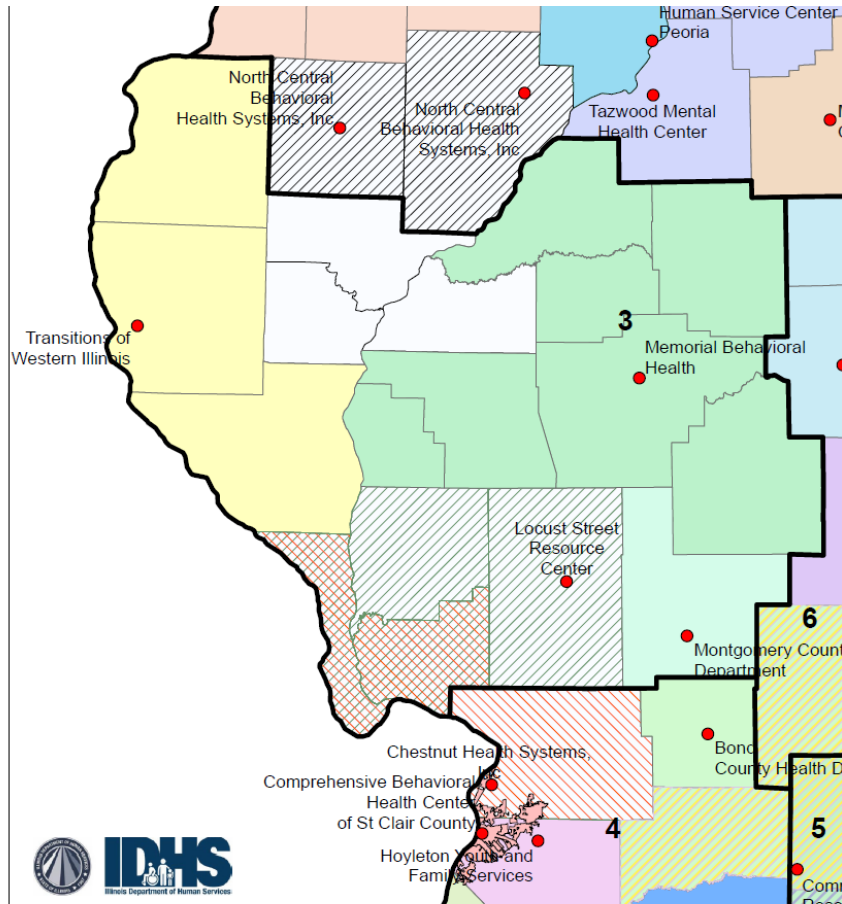 Human Service Center
Peoria
North Central
Behavioral
Health Systems, Inc
North Central
Behavioral Health
Systems, Inc
Tazwood Mental
Health Center
3
Transitions of
Western Illinois
Memorial Behavioral
Health
Locust Street
Resource
Center
6
Montgomery Count
Department
Bond
County Health D
Chestnut Health Systems,
Inc
Comprehensive Behavioral
Health Center
of St Clair County
4
5
Hoyleton Youth and
Family Services
Comm
IDHS
Illinois Department of Human Services